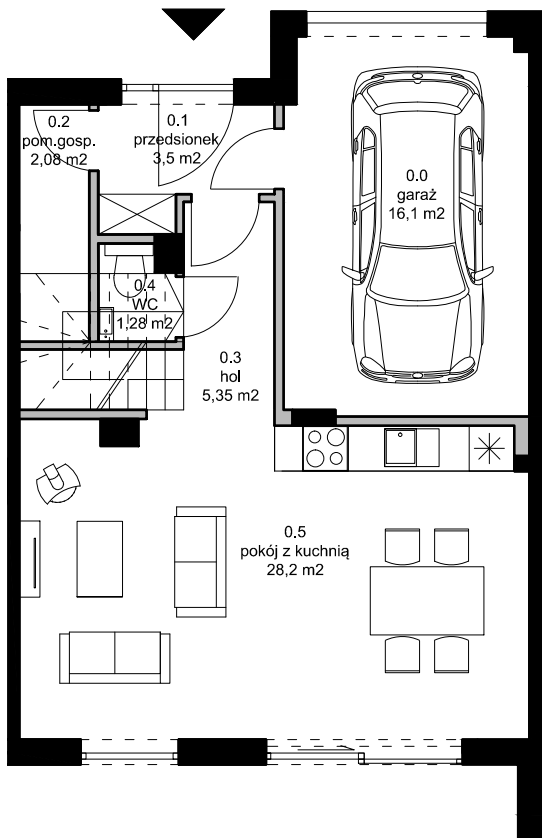 0.2
pom.gosp.
2,08 m2
0.1
przedsionek
3,5 m2
0.0
garaż
16,1 m2
0.4
WC
1,28 m2
0.3
hol
5,35 m2
0.5
pokój z kuchnią
28,2 m2